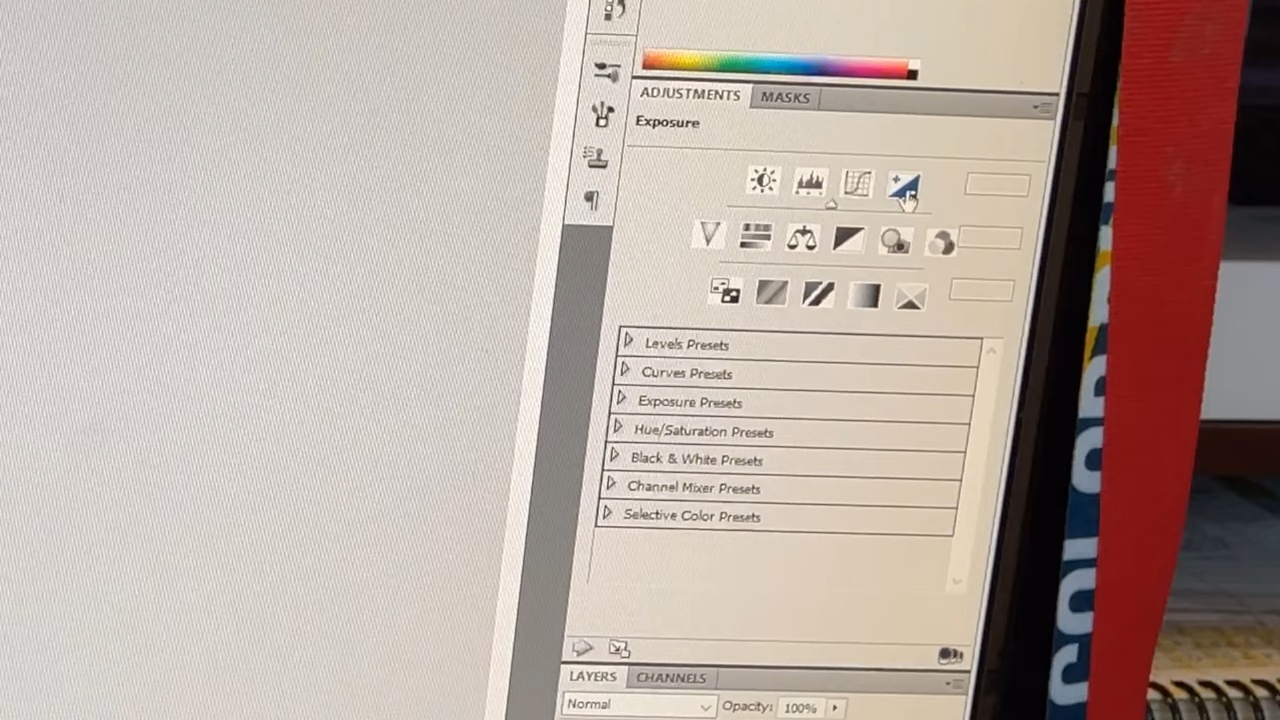 ADJUSTMENTS MASKS
Exposure
Levels Presets
Curves Presets
Exposure Presets
Hue/Saturation Presets
Black & White Presets
Channel Mixer Presets
Selective Color Presets
LAYERS CHANNELS
Normal Opacity: 100%